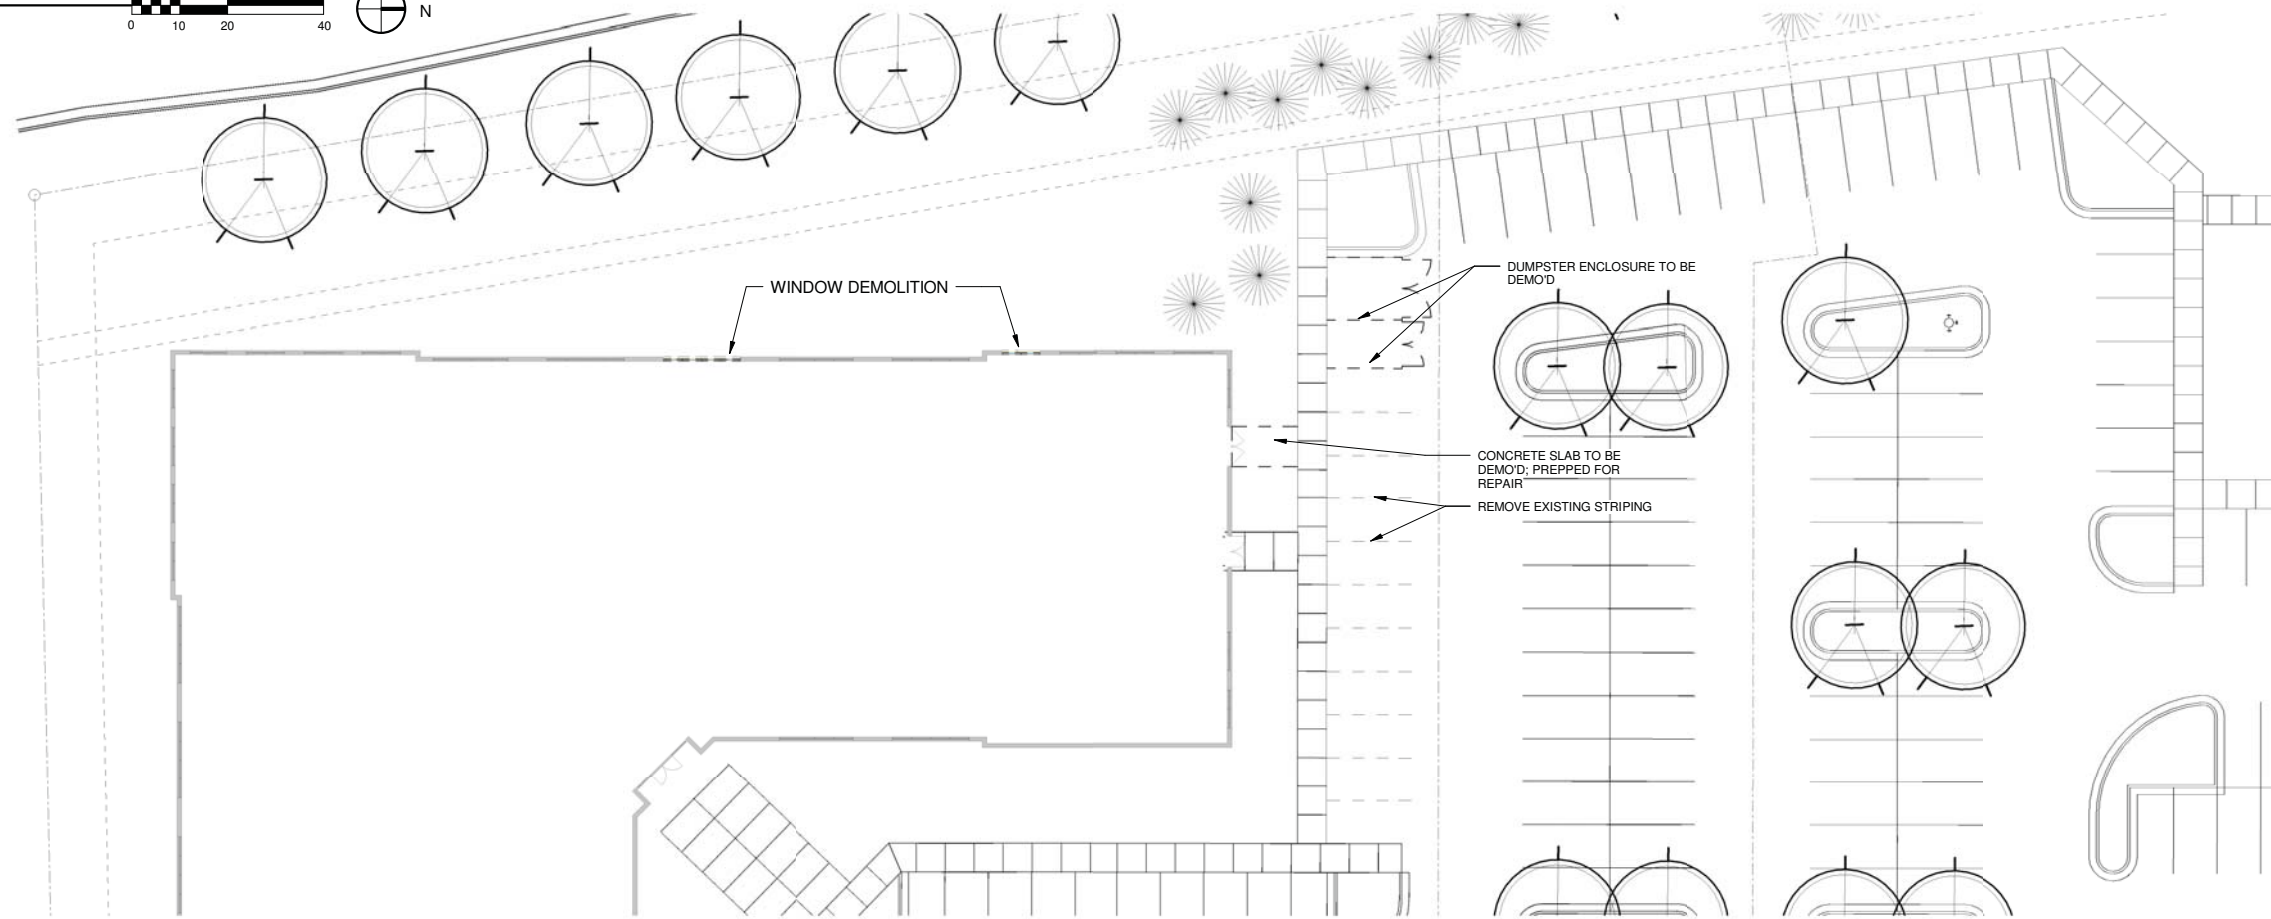 0 10 20 40
N
WINDOW DEMOLITION
DUMPSTER ENCLOSURE TO BE
DEMO'D
CONCRETE SLAB TO BE
DEMO'D; PREPPED FOR
REPAIR
REMOVE EXISTING STRIPING